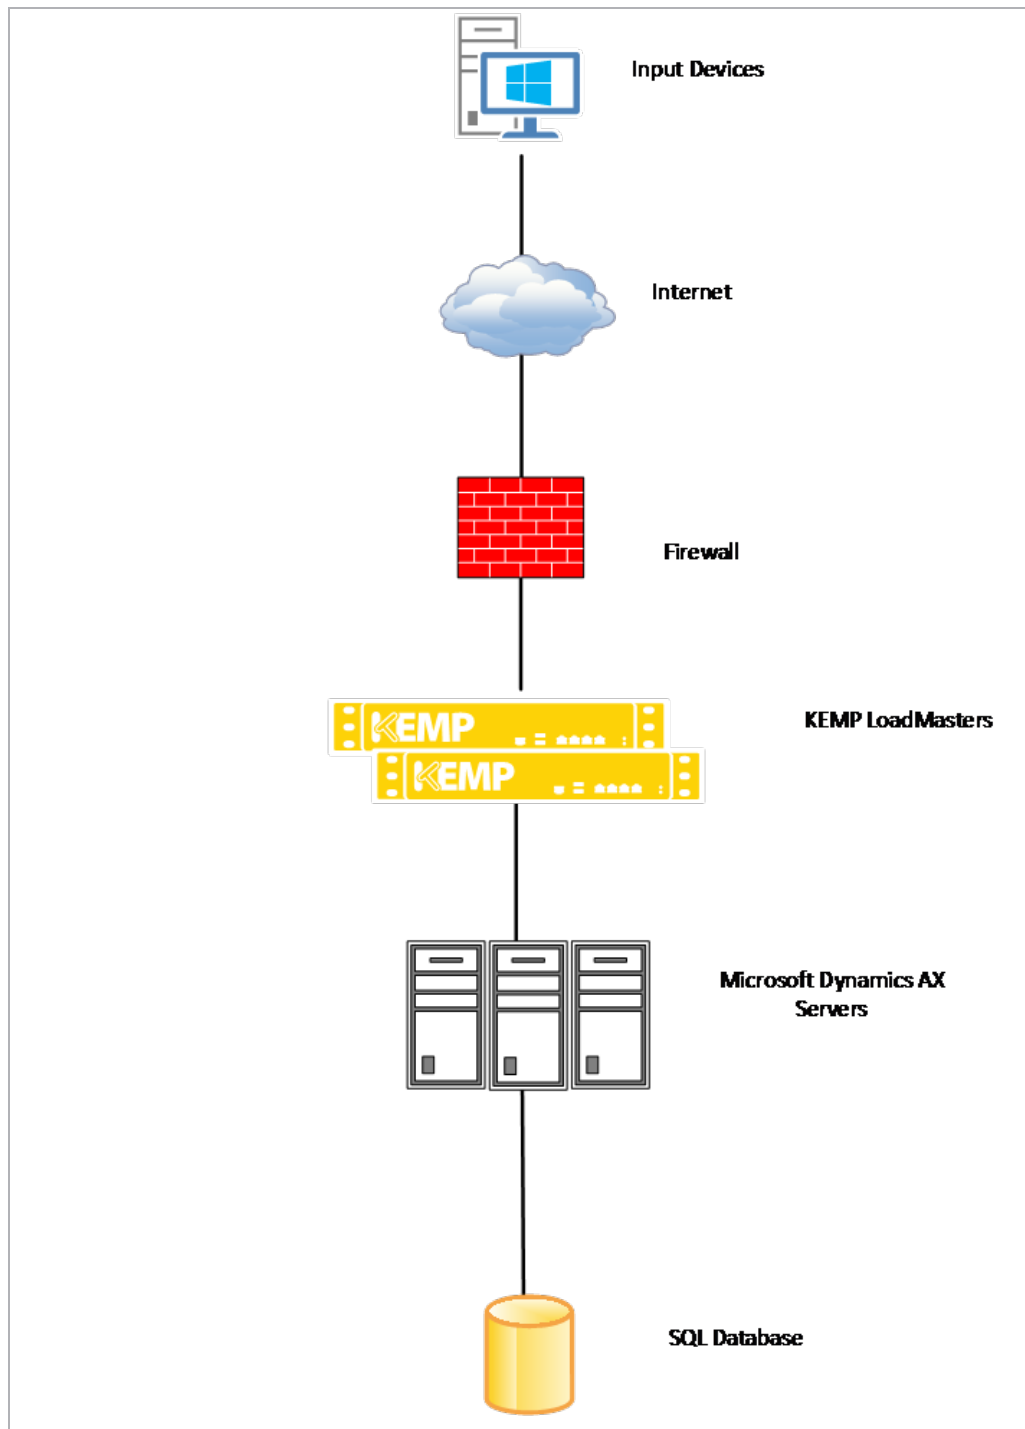 Input Devices
Internet
Firewall
KEMP LoadMasters
KEMP
KEMP
Microsoft Dynamics AX
Servers
SQL Database